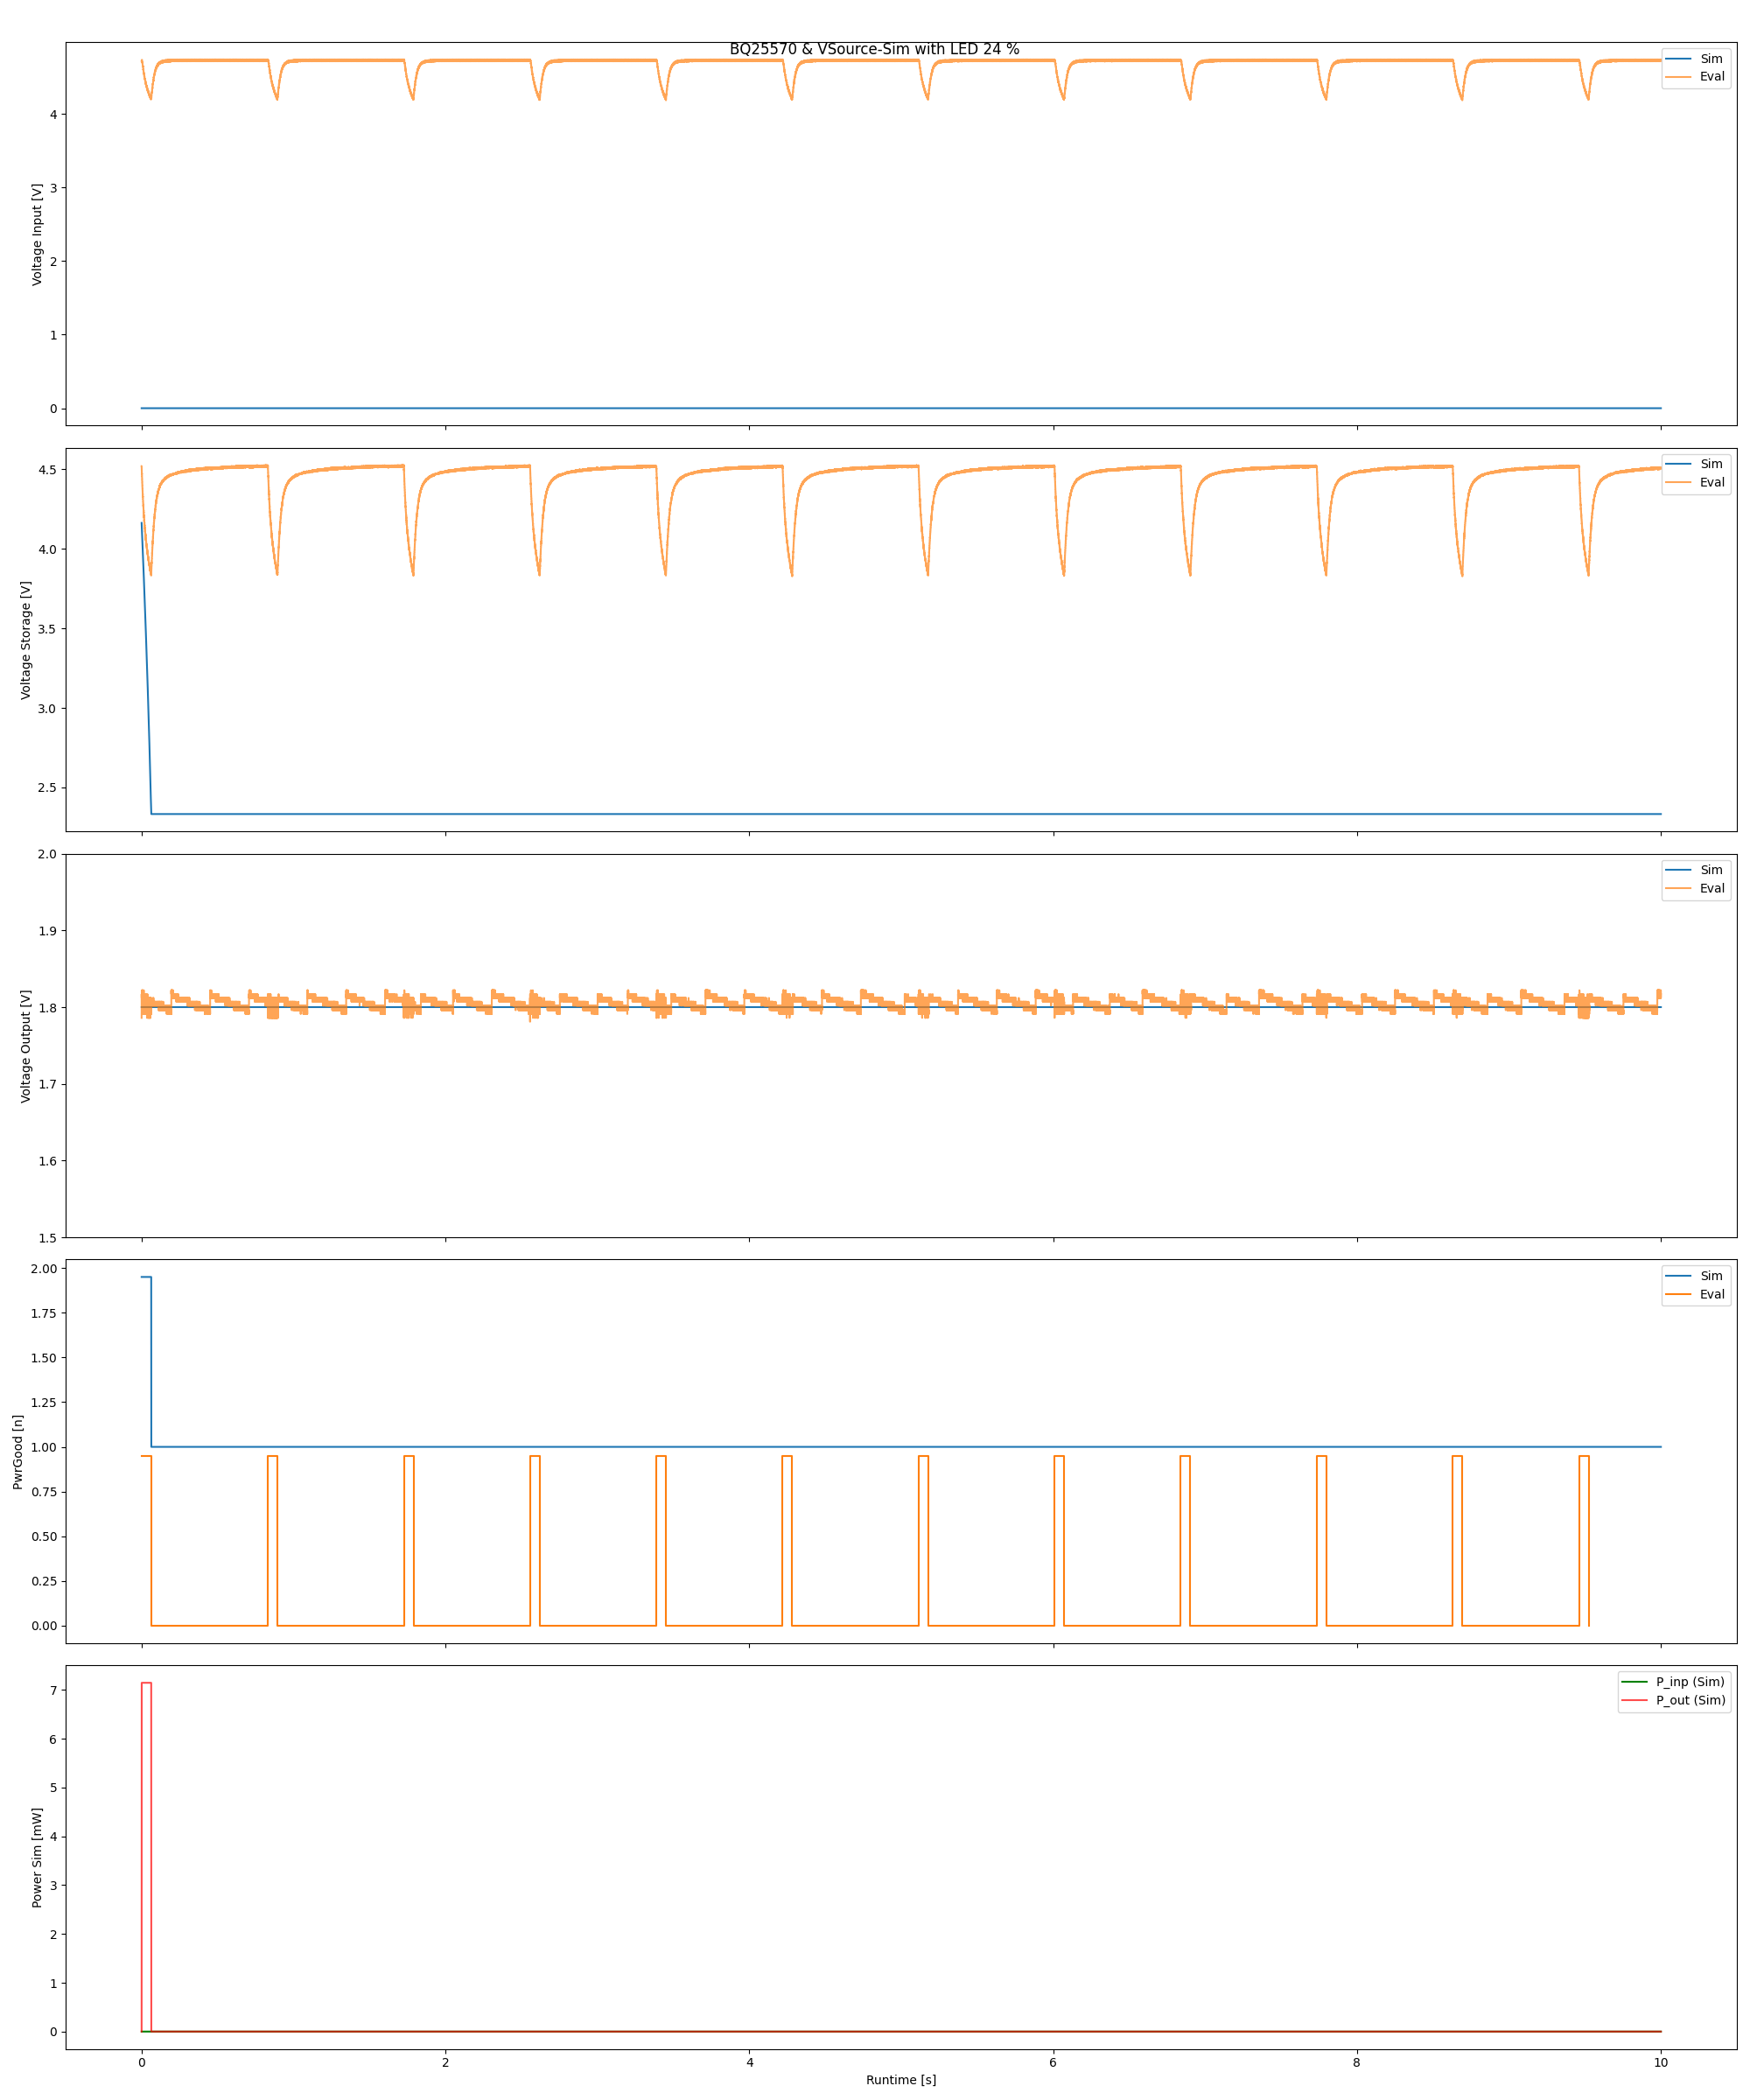 BQ25570 & VSource-Sim with LED 24 %
Voltage Input [V]
4
3
2
1
0
Sim
Eval
Voltage Storage [V]
4.5
4.0
3.5
3.0
2.5
Sim
Eval
Voltage Output [V]
2.0
1.9
1.8
1.7
1.6
1.5
Sim
Eval
PwrGood [n]
2.00
1.75
1.50
1.25
1.00
0.75
0.50
0.25
0.00
Sim
Eval
Power Sim [mW]
7
6
5
4
3
2
1
0
P_inp (Sim)
P_out (Sim)
0
2
4
6
8
10
Runtime [s]